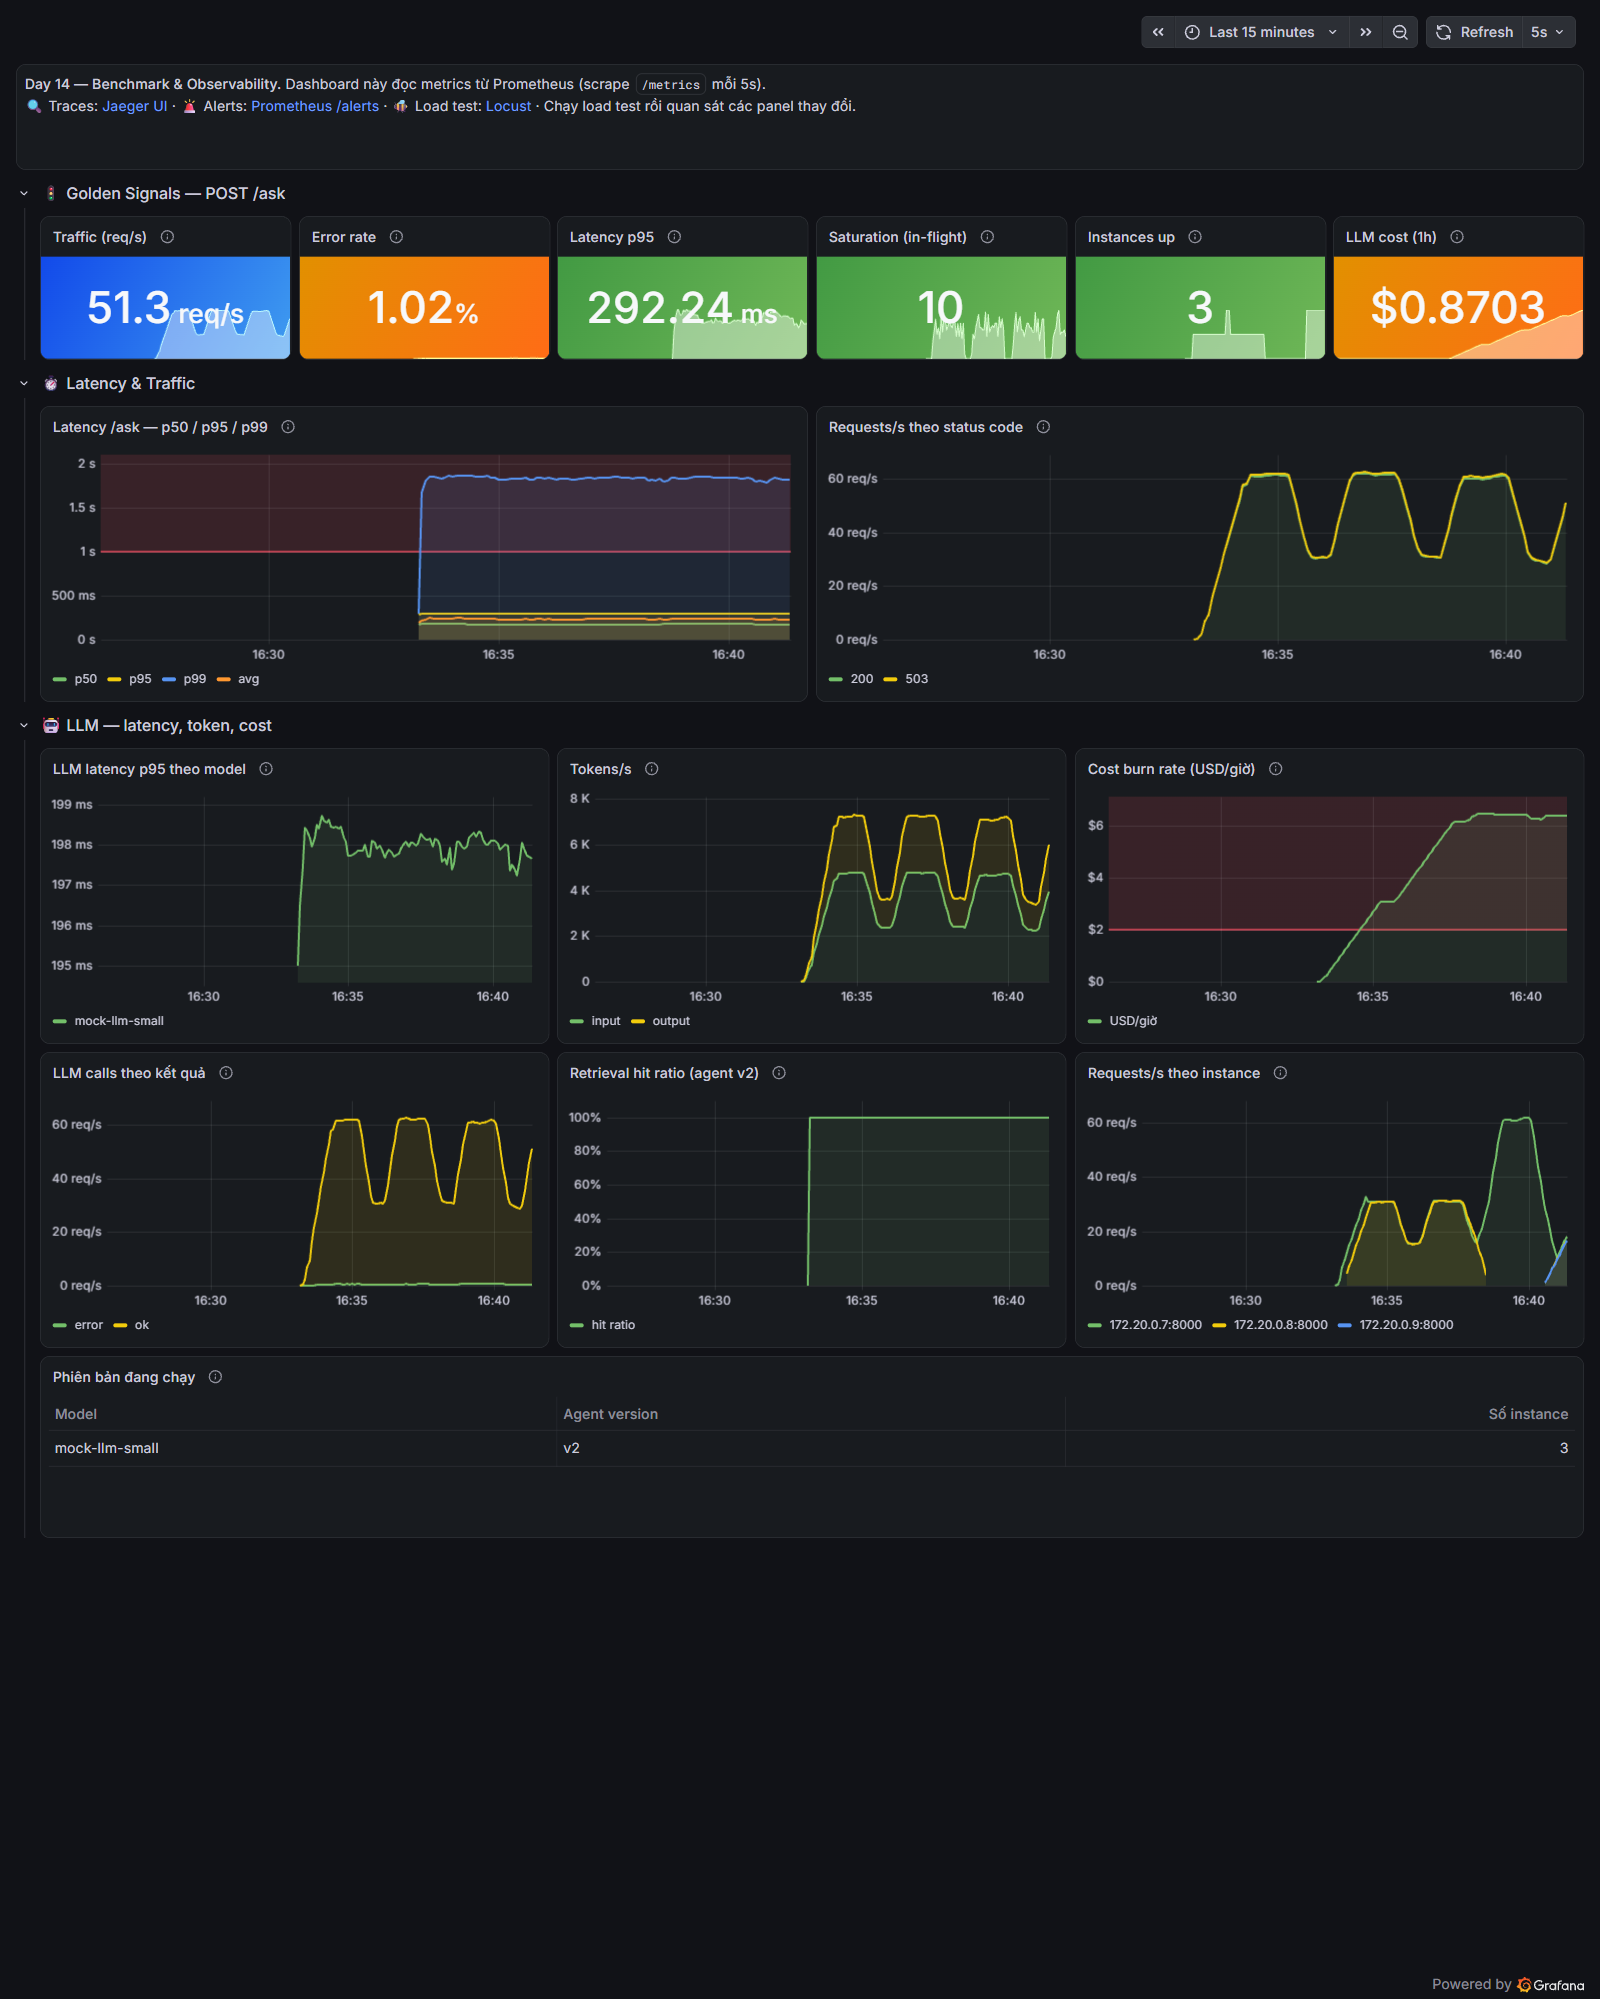 Last 15 minutes
Refresh
5s
Day 14 — Benchmark & Observability. Dashboard này đọc metrics từ Prometheus (scrape /metrics mỗi 5s).
Traces: Jaeger UI · Alerts: Prometheus /alerts · Load test: Locust · Chạy load test rồi quan sát các panel thay đổi.
Golden Signals — POST /ask
Traffic (req/s)
51.3 req/s
Error rate
1.02%
Latency p95
292.24 ms
Saturation (in-flight)
10
Instances up
3
LLM cost (1h)
$0.8703
Latency & Traffic
Latency /ask — p50 / p95 / p99
2 s
1.5 s
1 s
500 ms
0 s
16:30 16:35 16:40
p50 p95 p99 avg
Requests/s theo status code
60 req/s
40 req/s
20 req/s
0 req/s
16:30 16:35 16:40
200 503
LLM — latency, token, cost
LLM latency p95 theo model
199 ms
198 ms
197 ms
196 ms
195 ms
16:30 16:35 16:40
mock-llm-small
Tokens/s
8 K
6 K
4 K
2 K
0
16:30 16:35 16:40
input output
Cost burn rate (USD/giờ)
$6
$4
$2
$0
16:30 16:35 16:40
USD/giờ
LLM calls theo kết quả
60 req/s
40 req/s
20 req/s
0 req/s
16:30 16:35 16:40
error ok
Retrieval hit ratio (agent v2)
100%
80%
60%
40%
20%
0%
16:30 16:35 16:40
hit ratio
Requests/s theo instance
60 req/s
40 req/s
20 req/s
0 req/s
16:30 16:35 16:40
172.20.0.7:8000 172.20.0.8:8000 172.20.0.9:8000
Phiên bản đang chạy
Model Agent version Số instance
mock-llm-small v2 3
Powered by Grafana